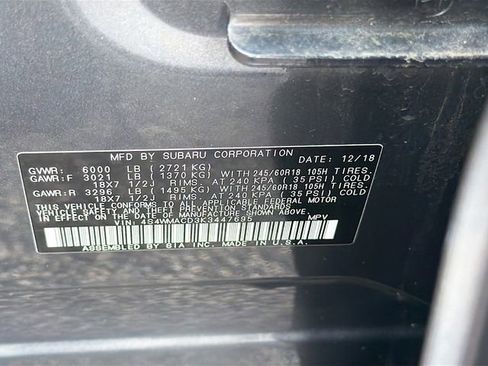 MFD BY SUBARU CORPORATION DATE: 12/18
GVWR: 6000 LB (2721 KG)
GAWR:F 3021 LB (1370 KG) WITH 245/60R18 105H TIRES.
18X7 1/2J RIMS. AT 240 KPA (35 PSI) COLD
GAWR:R 3296 LB (1495 KG) WITH 245/60R18 105H TIRES.
18X7 1/2J RIMS. AT 240 KPA (35 PSI) COLD
THIS VEHICLE CONFORMS TO ALL APPLICABLE FEDERAL MOTOR
VEHICLE SAFETY AND THEFT PREVENTION STANDARDS
IN EFFECT ON THE DATE OF MANUFACTURE SHOWN ABOVE.
VIN: 4S4WMACD3K3447695 MPV
ASSEMBLED BY SIA INC. MADE IN U.S.A.